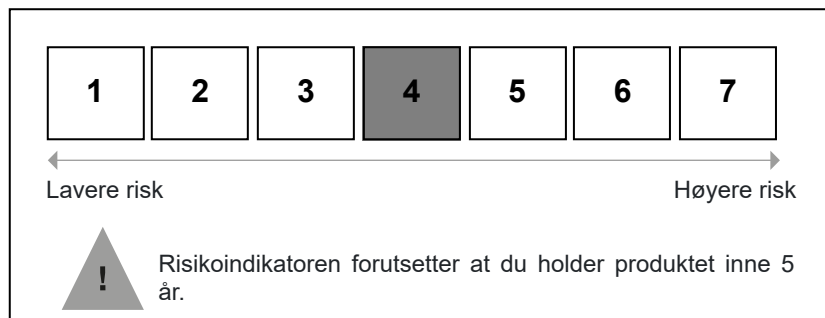 1 2 3 4 5 6 7
Lavere risk Høyere risk
! Risikoindikatoren forutsetter at du holder produktet inne 5
år.